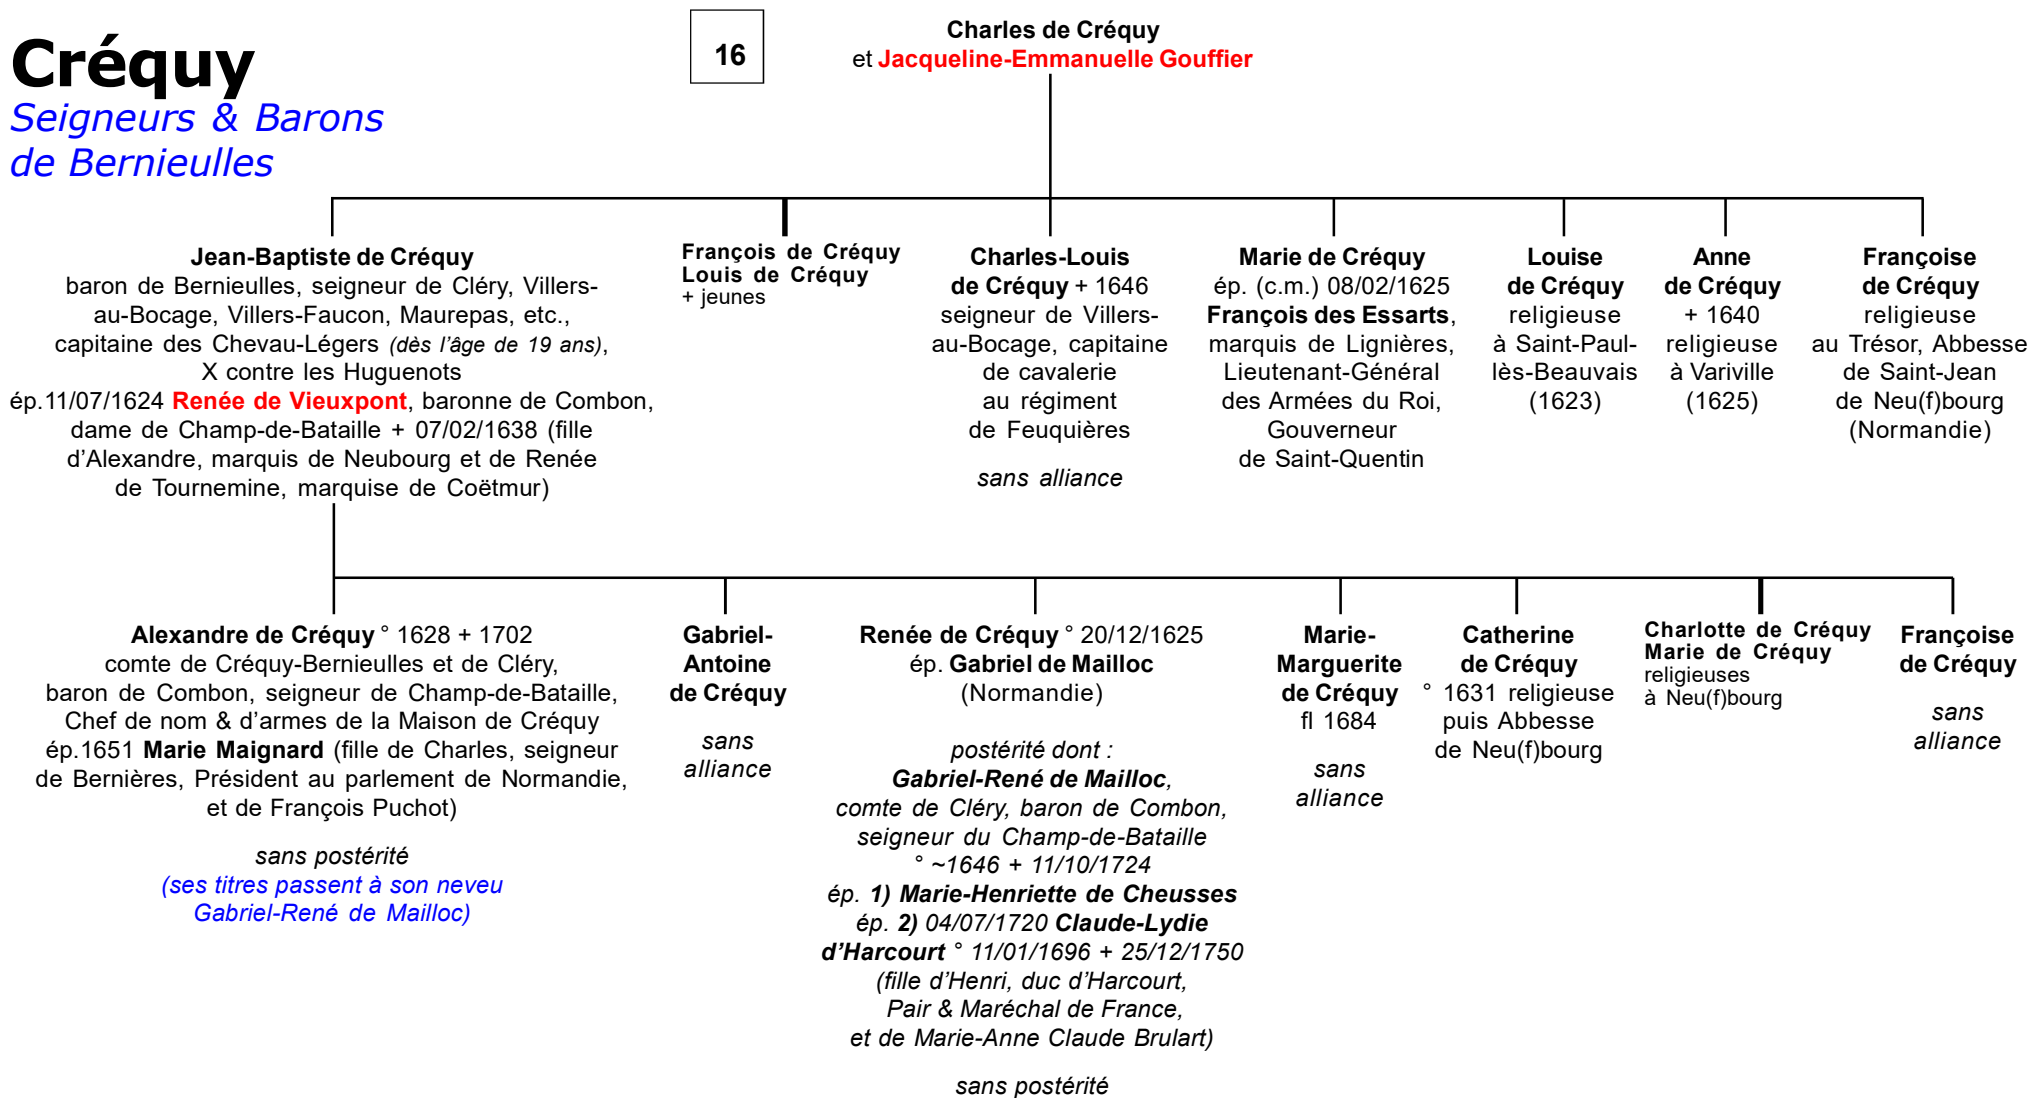 Créquy
Seigneurs & Barons
de Bernieulles
16
Charles de Créquy
et Jacqueline-Emmanuelle Gouffier
Jean-Baptiste de Créquy
baron de Bernieulles, seigneur de Cléry, Villers-
au-Bocage, Villers-Faucon, Maurepas, etc.,
capitaine des Chevau-Légers (dès l'âge de 19 ans),
X contre les Huguenots
ép.11/07/1624 Renée de Vieuxpont, baronne de Combon,
dame de Champ-de-Bataille + 07/02/1638 (fille
d'Alexandre, marquis de Neubourg et de Renée
de Tournemine, marquise de Coëtmur)
François de Créquy
Louis de Créquy
+ jeunes
Charles-Louis
de Créquy + 1646
seigneur de Villers-
au-Bocage, capitaine
de cavalerie
au régiment
de Feuquières
sans alliance
Marie de Créquy
ép. (c.m.) 08/02/1625
François des Essarts,
marquis de Lignières,
Lieutenant-Général
des Armées du Roi,
Gouverneur
de Saint-Quentin
Louise
de Créquy
religieuse
à Saint-Paul-
lès-Beauvais
(1623)
Anne
de Créquy
+ 1640
religieuse
à Variville
(1625)
Françoise
de Créquy
religieuse
au Trésor, Abbesse
de Saint-Jean
de Neu(f)bourg
(Normandie)
Alexandre de Créquy ° 1628 + 1702
comte de Créquy-Bernieulles et de Cléry,
baron de Combon, seigneur de Champ-de-Bataille,
Chef de nom & d'armes de la Maison de Créquy
ép.1651 Marie Maignard (fille de Charles, seigneur
de Bernières, Président au parlement de Normandie,
et de François Puchot)
sans postérité
(ses titres passent à son neveu
Gabriel-René de Mailloc)
Gabriel-
Antoine
de Créquy
sans
alliance
Renée de Créquy ° 20/12/1625
ép. Gabriel de Mailloc
(Normandie)
postérité dont :
Gabriel-René de Mailloc,
comte de Cléry, baron de Combon,
seigneur du Champ-de-Bataille
° ~1646 + 11/10/1724
ép. 1) Marie-Henriette de Cheusses
ép. 2) 04/07/1720 Claude-Lydie
d'Harcourt ° 11/01/1696 + 25/12/1750
(fille d'Henri, duc d'Harcourt,
Pair & Maréchal de France,
et de Marie-Anne Claude Brulart)
sans postérité
Marie-
Marguerite
de Créquy
fl 1684
sans
alliance
Catherine
de Créquy
° 1631 religieuse
puis Abbesse
de Neu(f)bourg
Charlotte de Créquy
Marie de Créquy
religieuses
à Neu(f)bourg
Françoise
de Créquy
sans
alliance